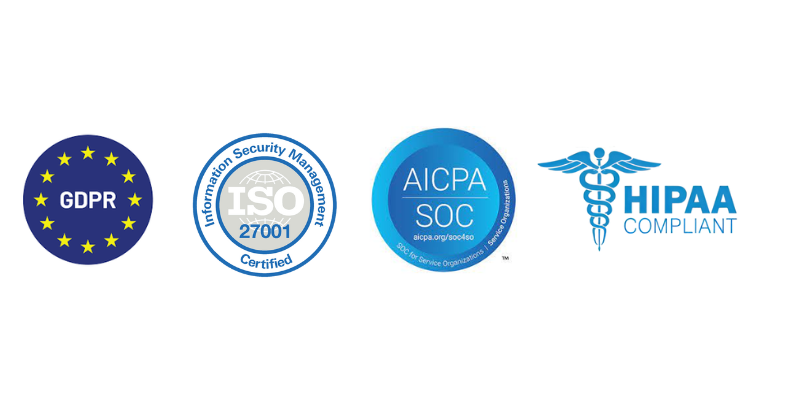 GDPR
Information Security Management
ISO
27001
Certified
AICPA
SOC
aicpa.org/soc4so
SOC for Service Organizations | Service Organizations
™
HIPAA
COMPLIANT